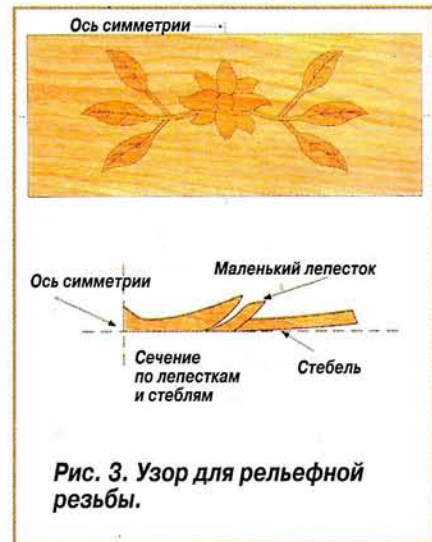 Ось симметрии
Маленький лепесток
Ось симметрии
Сечение
по лепесткам
и стеблям
Стебель
Рис. 3. Узор для рельефной
резьбы.